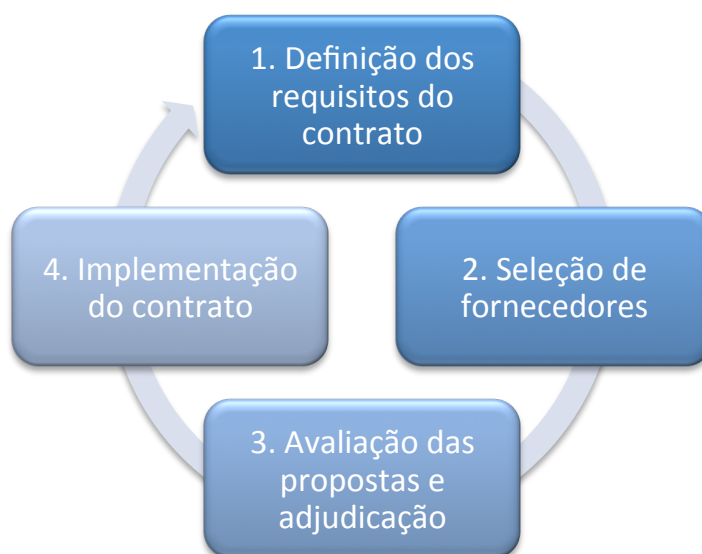 1. Definição dos
requisitos do
contrato
2. Seleção de
fornecedores
3. Avaliação das
propostas e
adjudicação
4. Implementação
do contrato